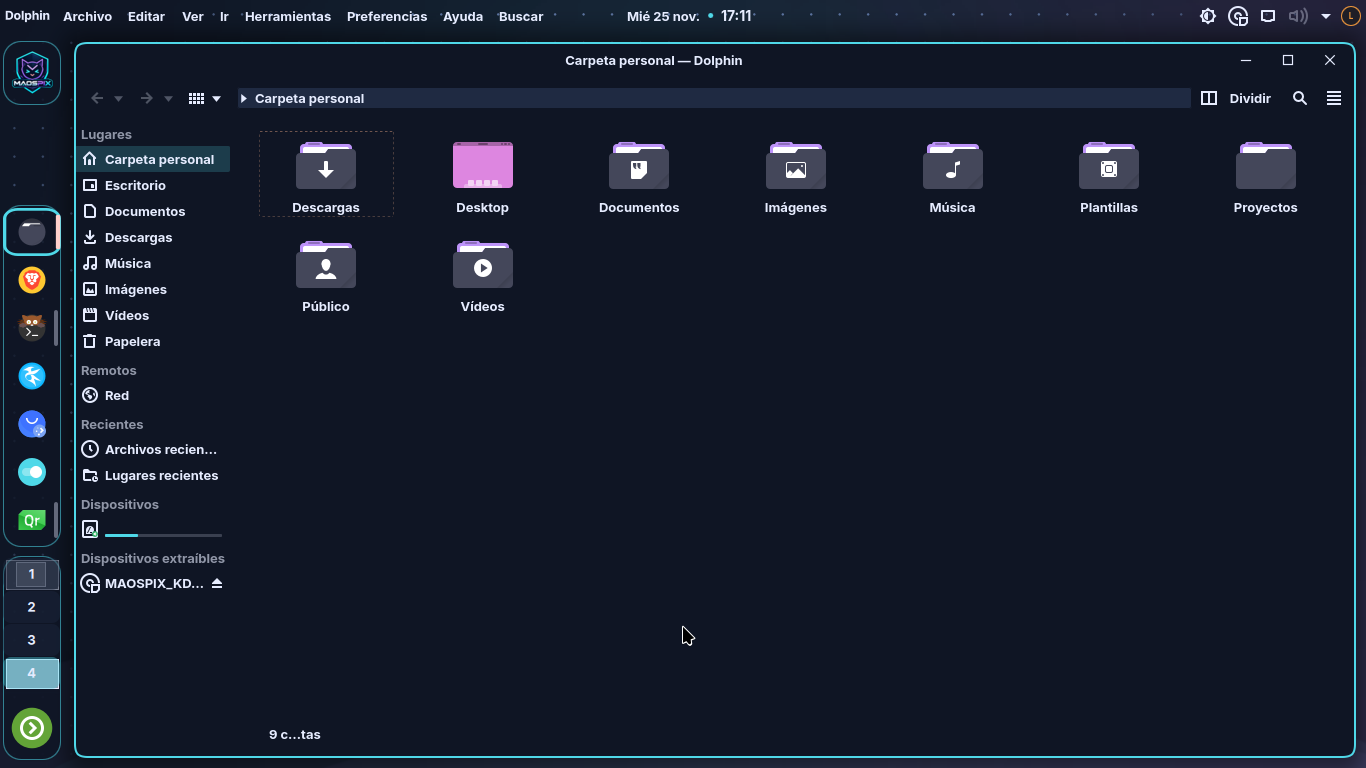 Dolphin Archivo Editar Ver Ir Herramientas Preferencias Ayuda Buscar Mié 25 nov. • 17:11 L
MAOSPIX
Carpeta personal — Dolphin
Carpeta personal Dividir
Lugares
Carpeta personal
Escritorio
Documentos
Descargas
Música
Imágenes
Vídeos
Papelera
Remotos
Red
Recientes
Archivos recien...
Lugares recientes
Dispositivos
Dispositivos extraíbles
MAOSPIX_KD...
Descargas Desktop Documentos Imágenes Música Plantillas Proyectos
Público Vídeos
Qr
1
2
3
4
9 c...tas